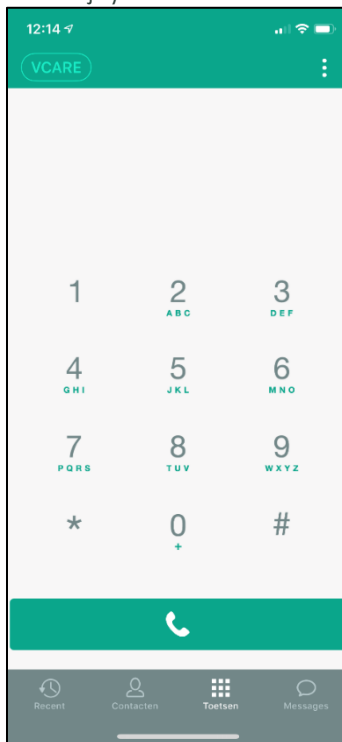 12:14
VCARE
1 2 3
ABC DEF
4 5 6
GHI JKL MNO
7 8 9
PQRS TUV WXYZ
* 0 #
+
Recent Contacten Toetsen Messages